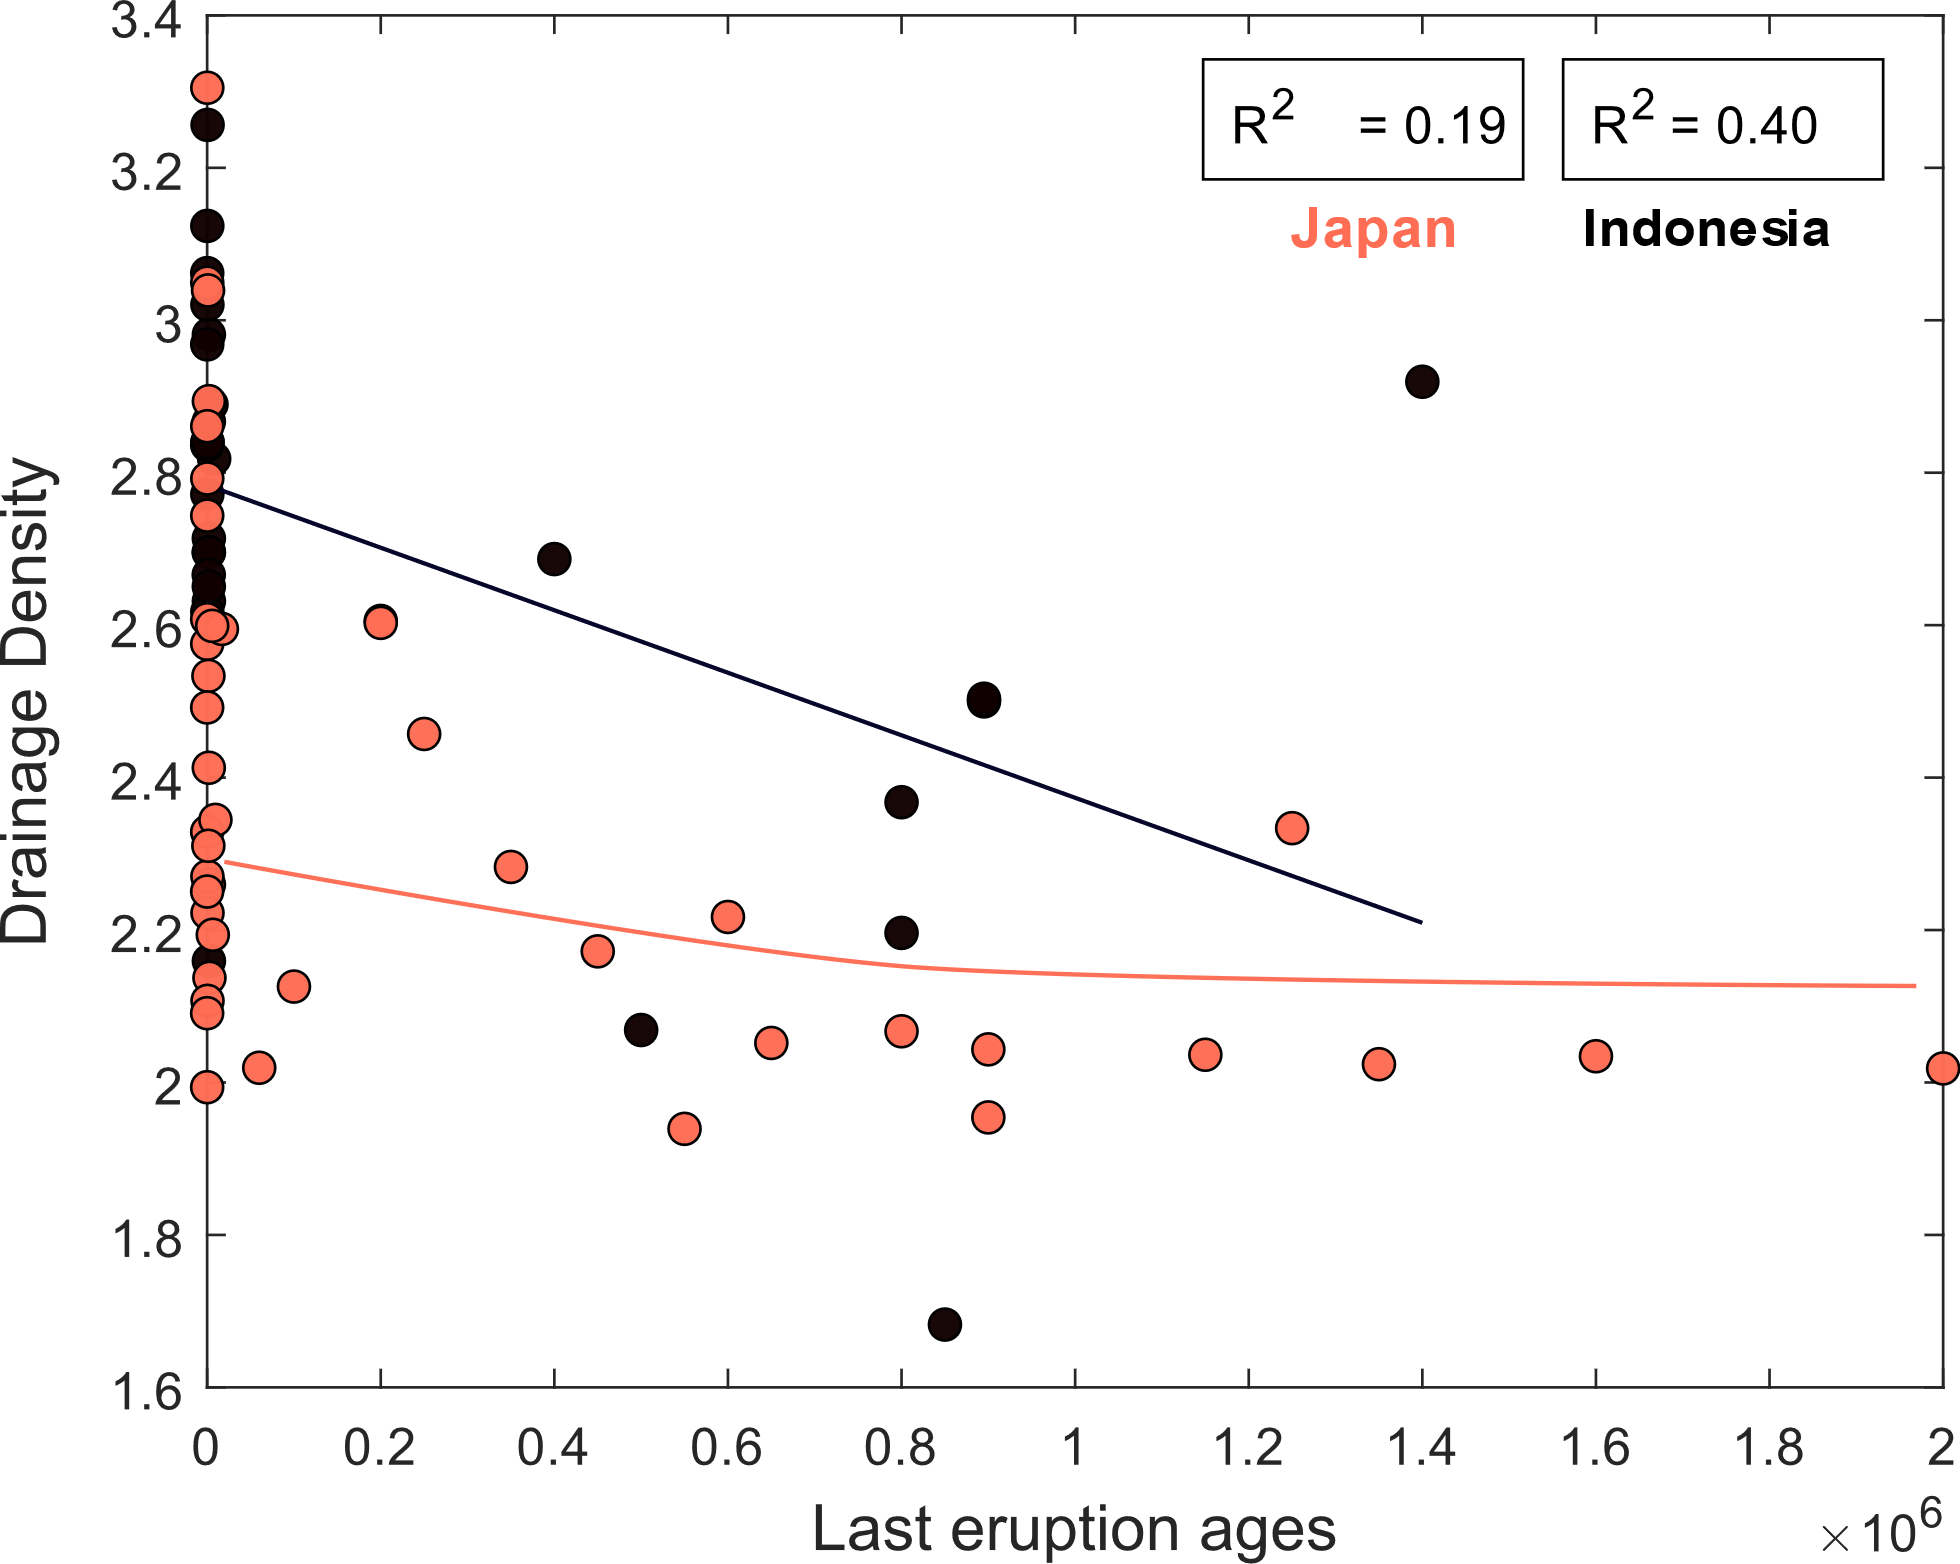 3.4
3.2
3
2.8
2.6
2.4
2.2
2
1.8
1.6
Drainage Density
R² = 0.19
R² = 0.40
Japan
Indonesia
0 0.2 0.4 0.6 0.8 1 1.2 1.4 1.6 1.8 2
Last eruption ages
×10⁶